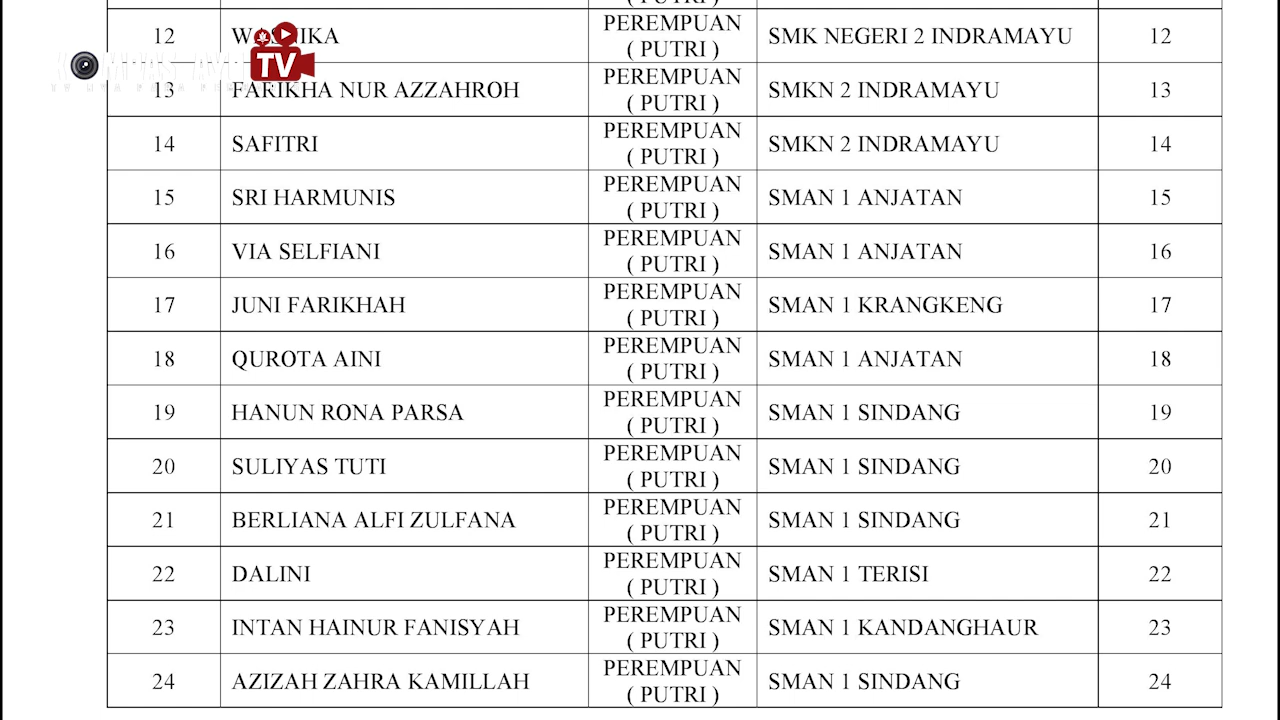 12 PEREMPUAN ( PUTRI ) SMK NEGERI 2 INDRAMAYU 12
TV
13 FARIKHA NUR AZZAHROH PEREMPUAN ( PUTRI ) SMKN 2 INDRAMAYU 13
14 SAFITRI PEREMPUAN ( PUTRI ) SMKN 2 INDRAMAYU 14
15 SRI HARMUNIS PEREMPUAN ( PUTRI ) SMAN 1 ANJATAN 15
16 VIA SELFIANI PEREMPUAN ( PUTRI ) SMAN 1 ANJATAN 16
17 JUNI FARIKHAH PEREMPUAN ( PUTRI ) SMAN 1 KRANGKENG 17
18 QUROTA AINI PEREMPUAN ( PUTRI ) SMAN 1 ANJATAN 18
19 HANUN RONA PARSA PEREMPUAN ( PUTRI ) SMAN 1 SINDANG 19
20 SULIYAS TUTI PEREMPUAN ( PUTRI ) SMAN 1 SINDANG 20
21 BERLIANA ALFI ZULFANA PEREMPUAN ( PUTRI ) SMAN 1 SINDANG 21
22 DALINI PEREMPUAN ( PUTRI ) SMAN 1 TERISI 22
23 INTAN HAINUR FANISYAH PEREMPUAN ( PUTRI ) SMAN 1 KANDANGHAUR 23
24 AZIZAH ZAHRA KAMILLAH PEREMPUAN ( PUTRI ) SMAN 1 SINDANG 24